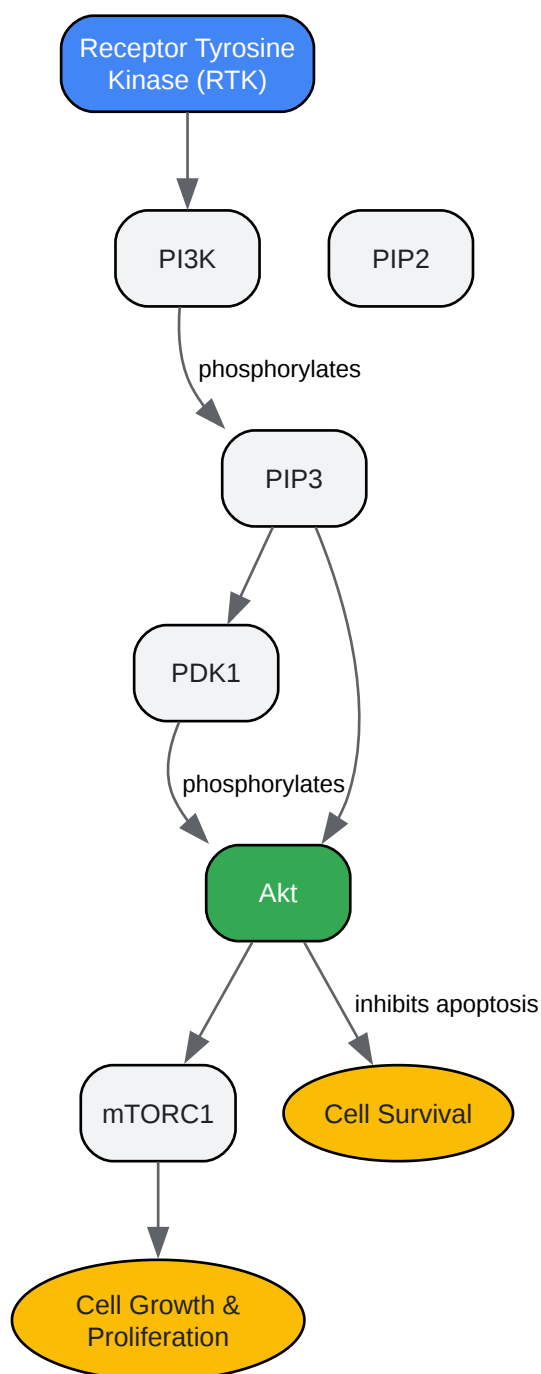 Receptor Tyrosine
Kinase (RTK)
PI3K
PIP2
phosphorylates
PIP3
PDK1
phosphorylates
Akt
inhibits apoptosis
mTORC1
Cell Survival
Cell Growth &
Proliferation